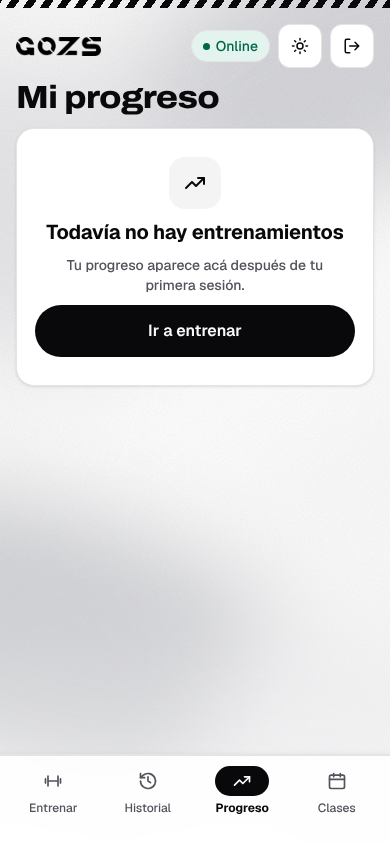 GOZS
Online
Mi progreso
Todavía no hay entrenamientos
Tu progreso aparece acá después de tu
primera sesión.
Ir a entrenar
Entrenar
Historial
Progreso
Clases